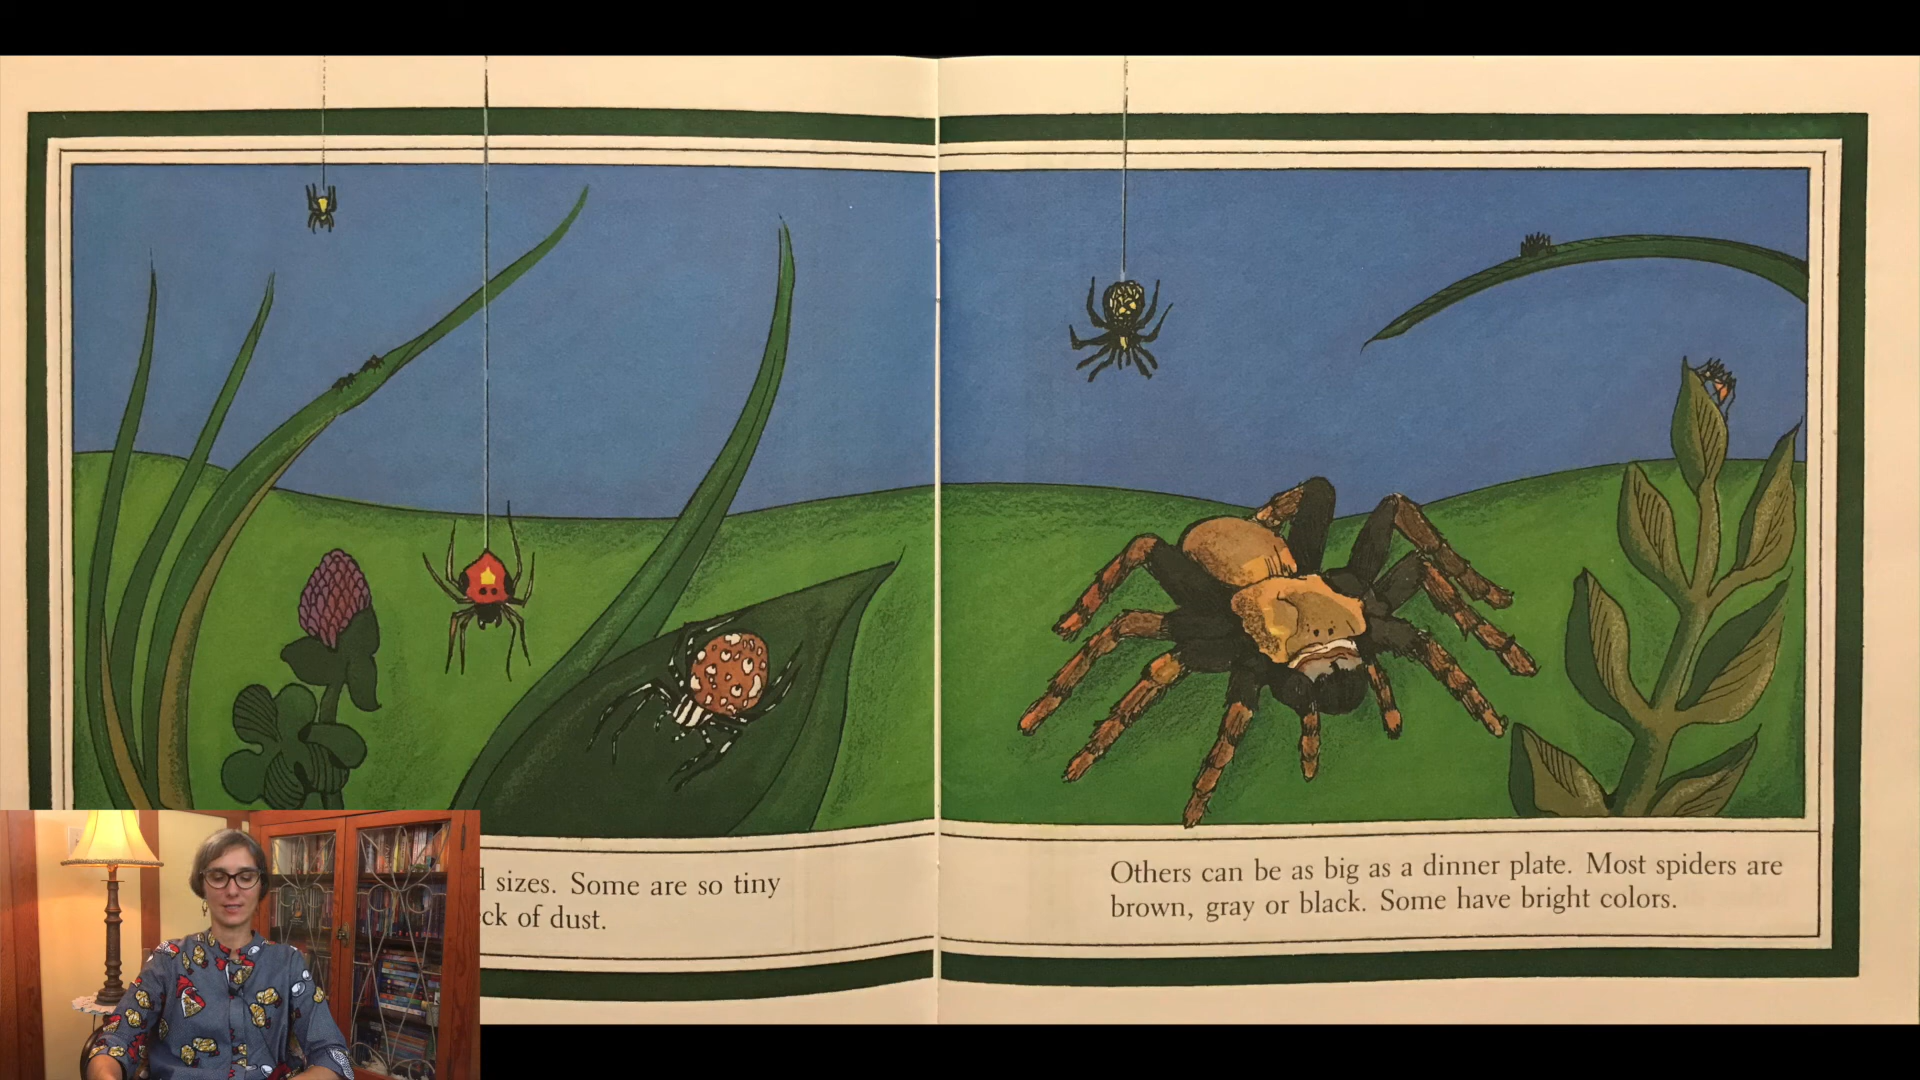 sizes. Some are so tiny
of dust.
Others can be as big as a dinner plate. Most spiders are
brown, gray or black. Some have bright colors.